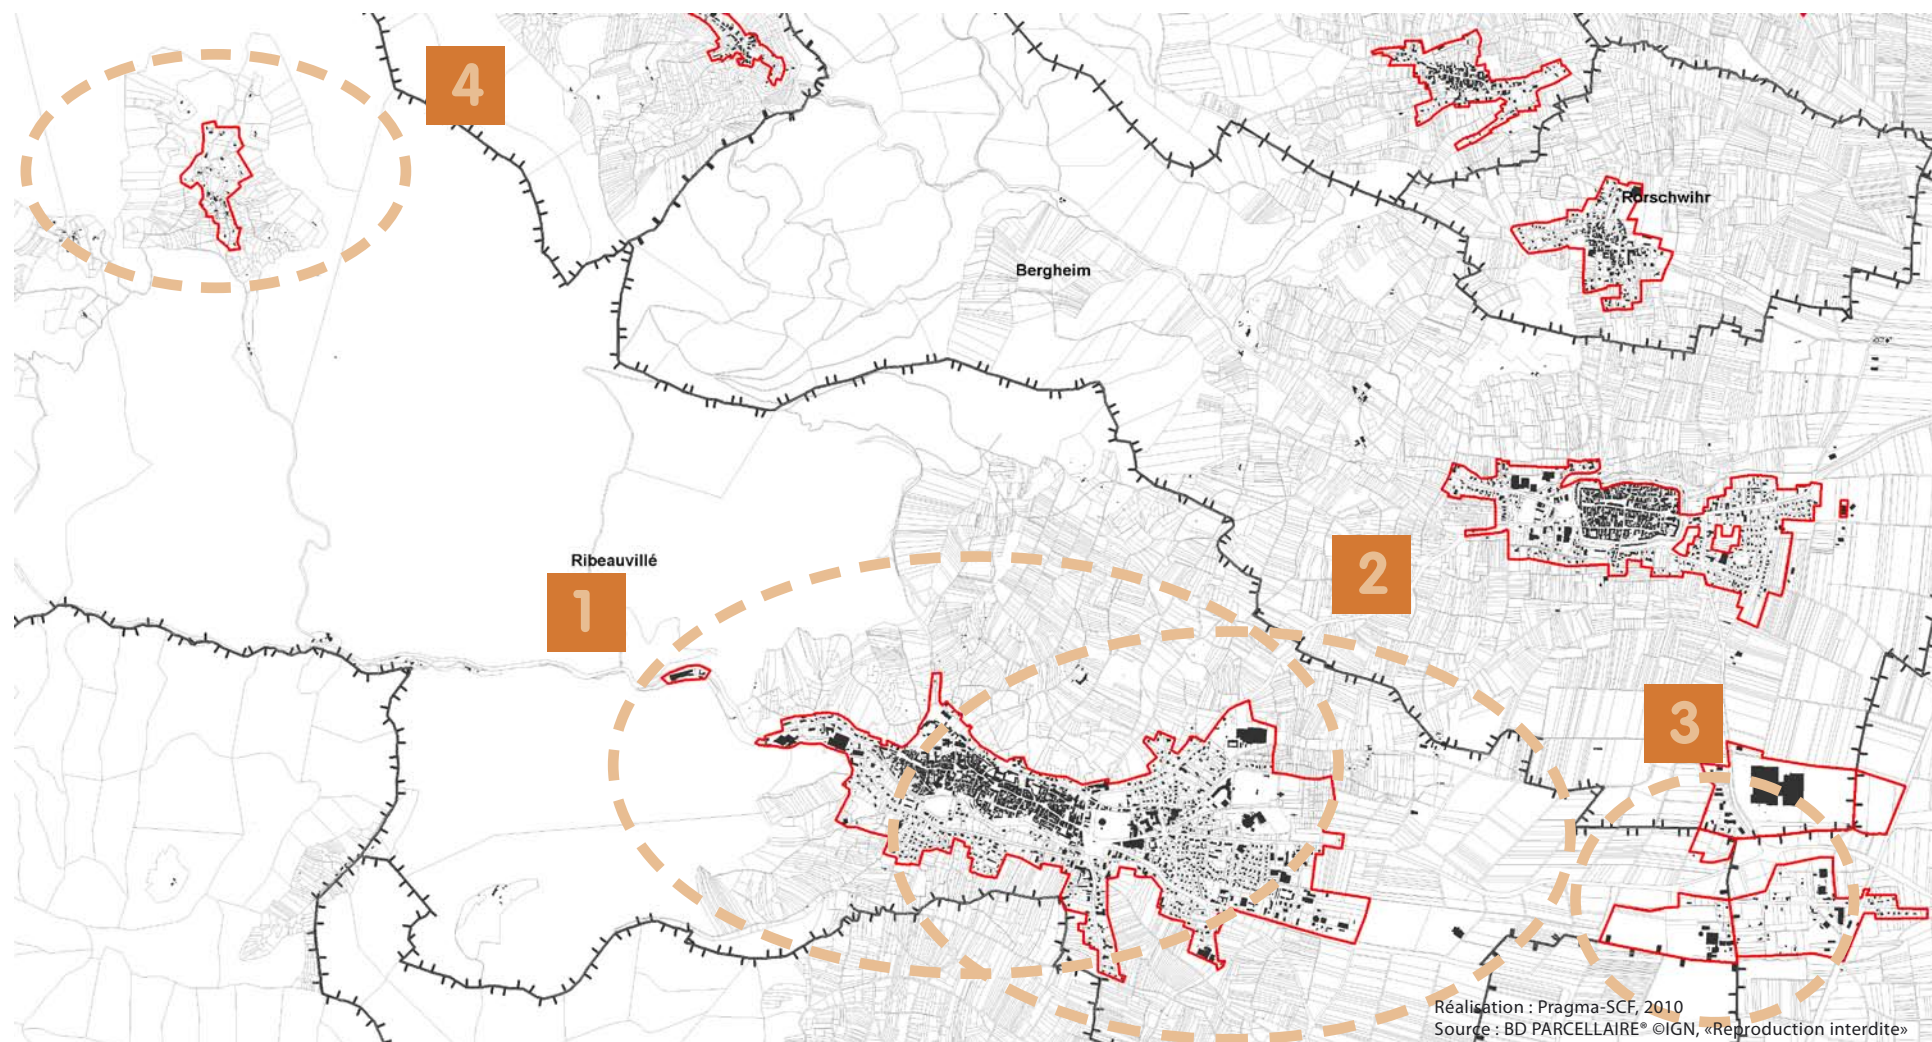 4
Rorschwihr
Bergheim
Ribeauvillé
2
1
3
Réalisation : Pragma-SCF, 2010
Source : BD PARCELLAIRE® ©IGN, «Reproduction interdite»